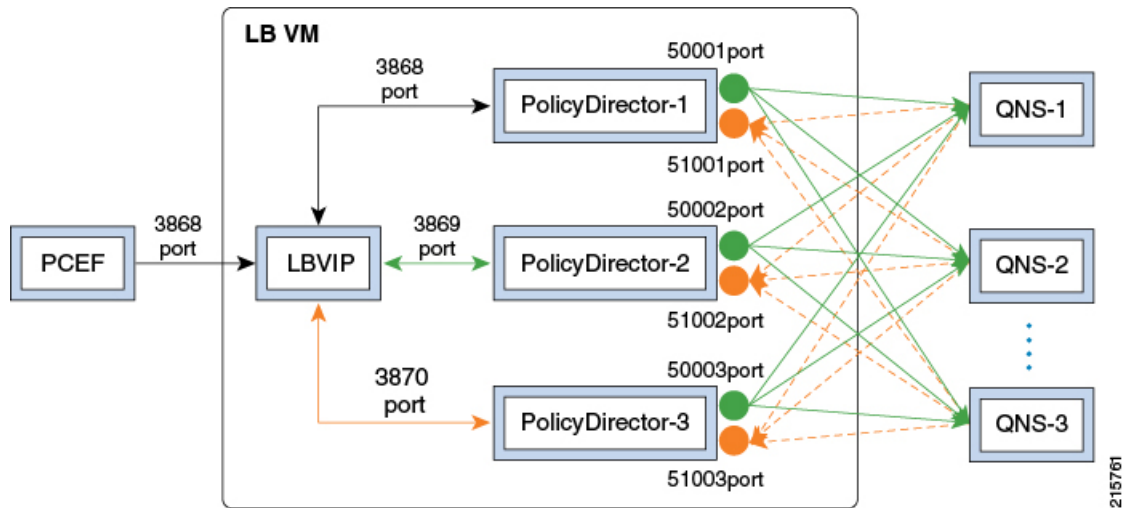 LB VM
3868
port
PolicyDirector-1
50001port
51001port
QNS-1
PCEF
3868
port
LBVIP
3869
port
PolicyDirector-2
50002port
51002port
QNS-2
3870
port
PolicyDirector-3
50003port
51003port
QNS-3
215761